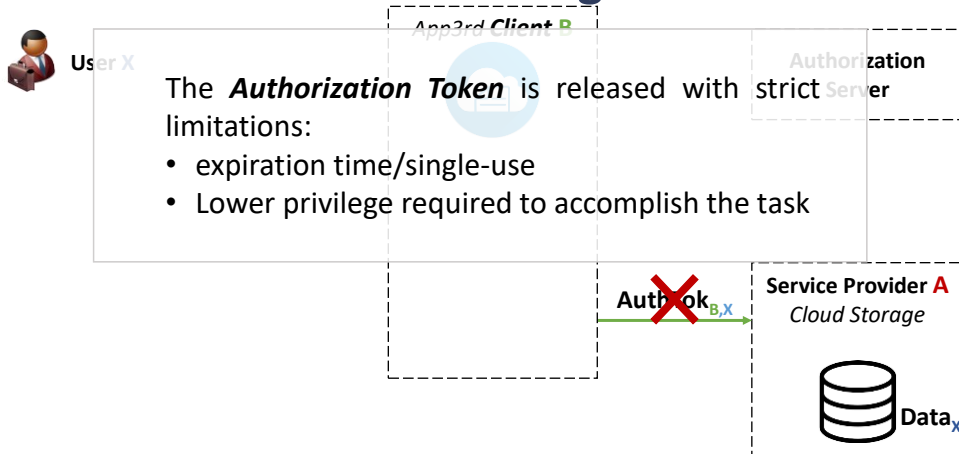 App3rd Client B
User X
Authorization
Server
The Authorization Token is released with strict
limitations:
• expiration time/single-use
• Lower privilege required to accomplish the task
Service Provider A
Cloud Storage
B,X
Data X